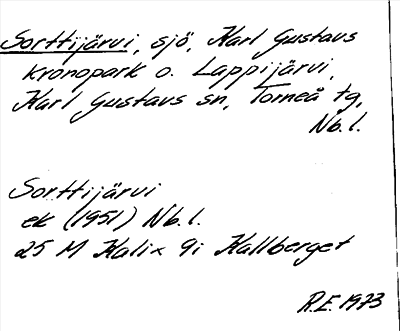 Sorttijärvi, sjö, Karl Gustavs
kronopark o. Lappijärvi,
Karl Gustavs sn, Torneå tg,
Nb.l.
Sorttijärvi
ek (1951) Nb.l.
25 M Kalix 9i Kallberget
R.E. 1973